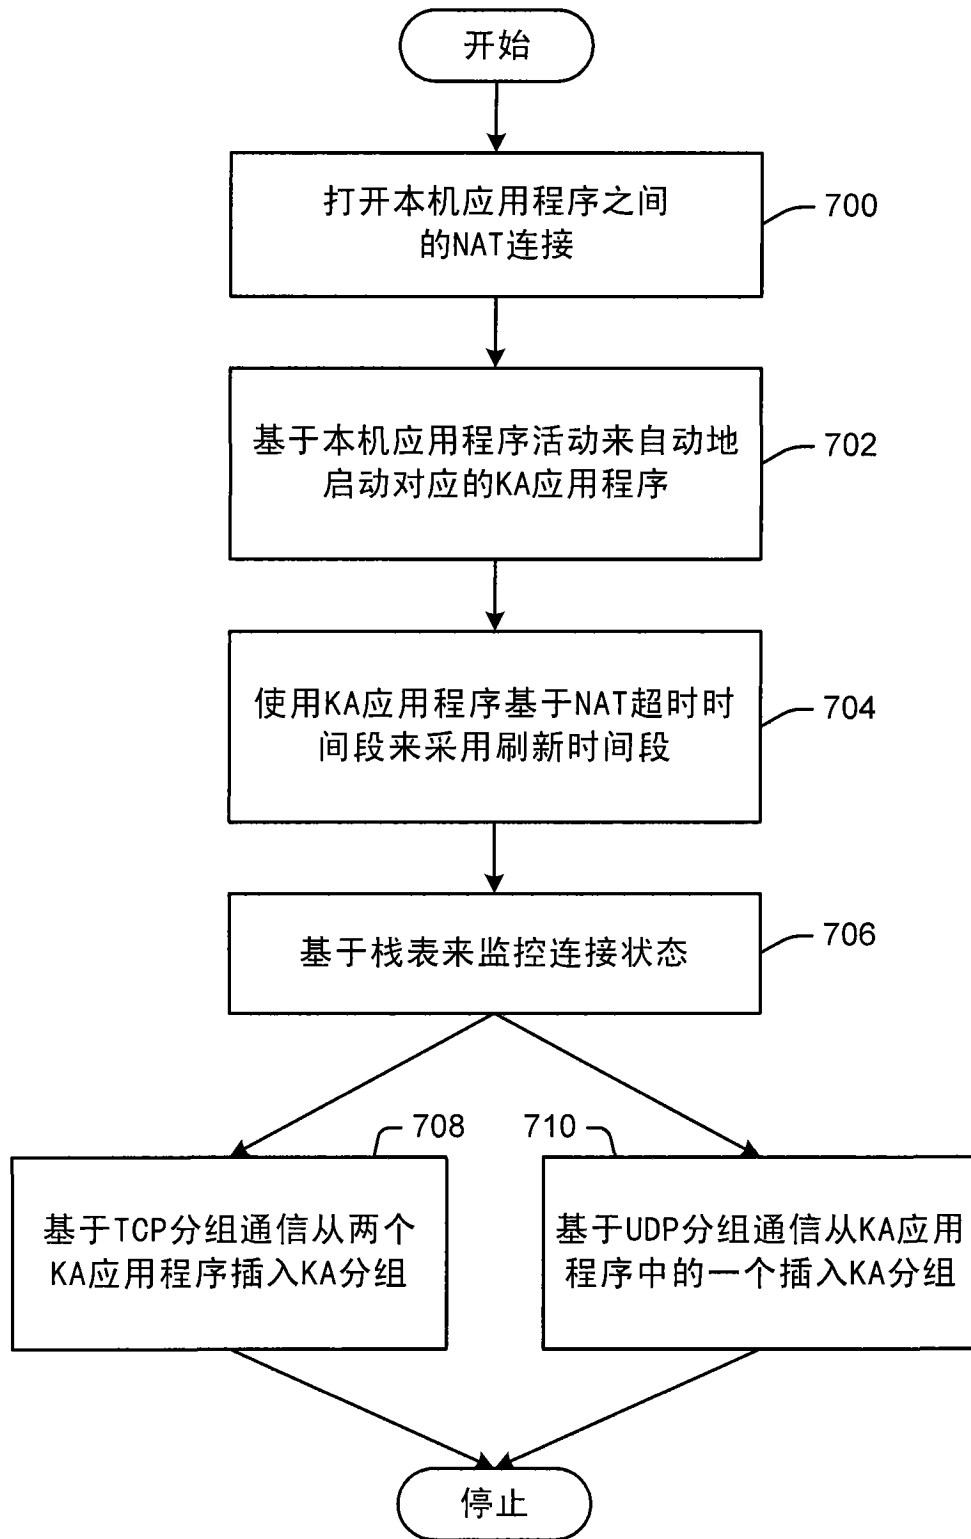 开始
打开本机应用程序之间
的NAT连接
700
基于本机应用程序活动来自动地
启动对应的KA应用程序
702
使用KA应用程序基于NAT超时时
间段来采用刷新时间段
704
基于栈表来监控连接状态
706
708
基于TCP分组通信从两个
KA应用程序插入KA分组
710
基于UDP分组通信从KA应用
程序中的一个插入KA分组
停止